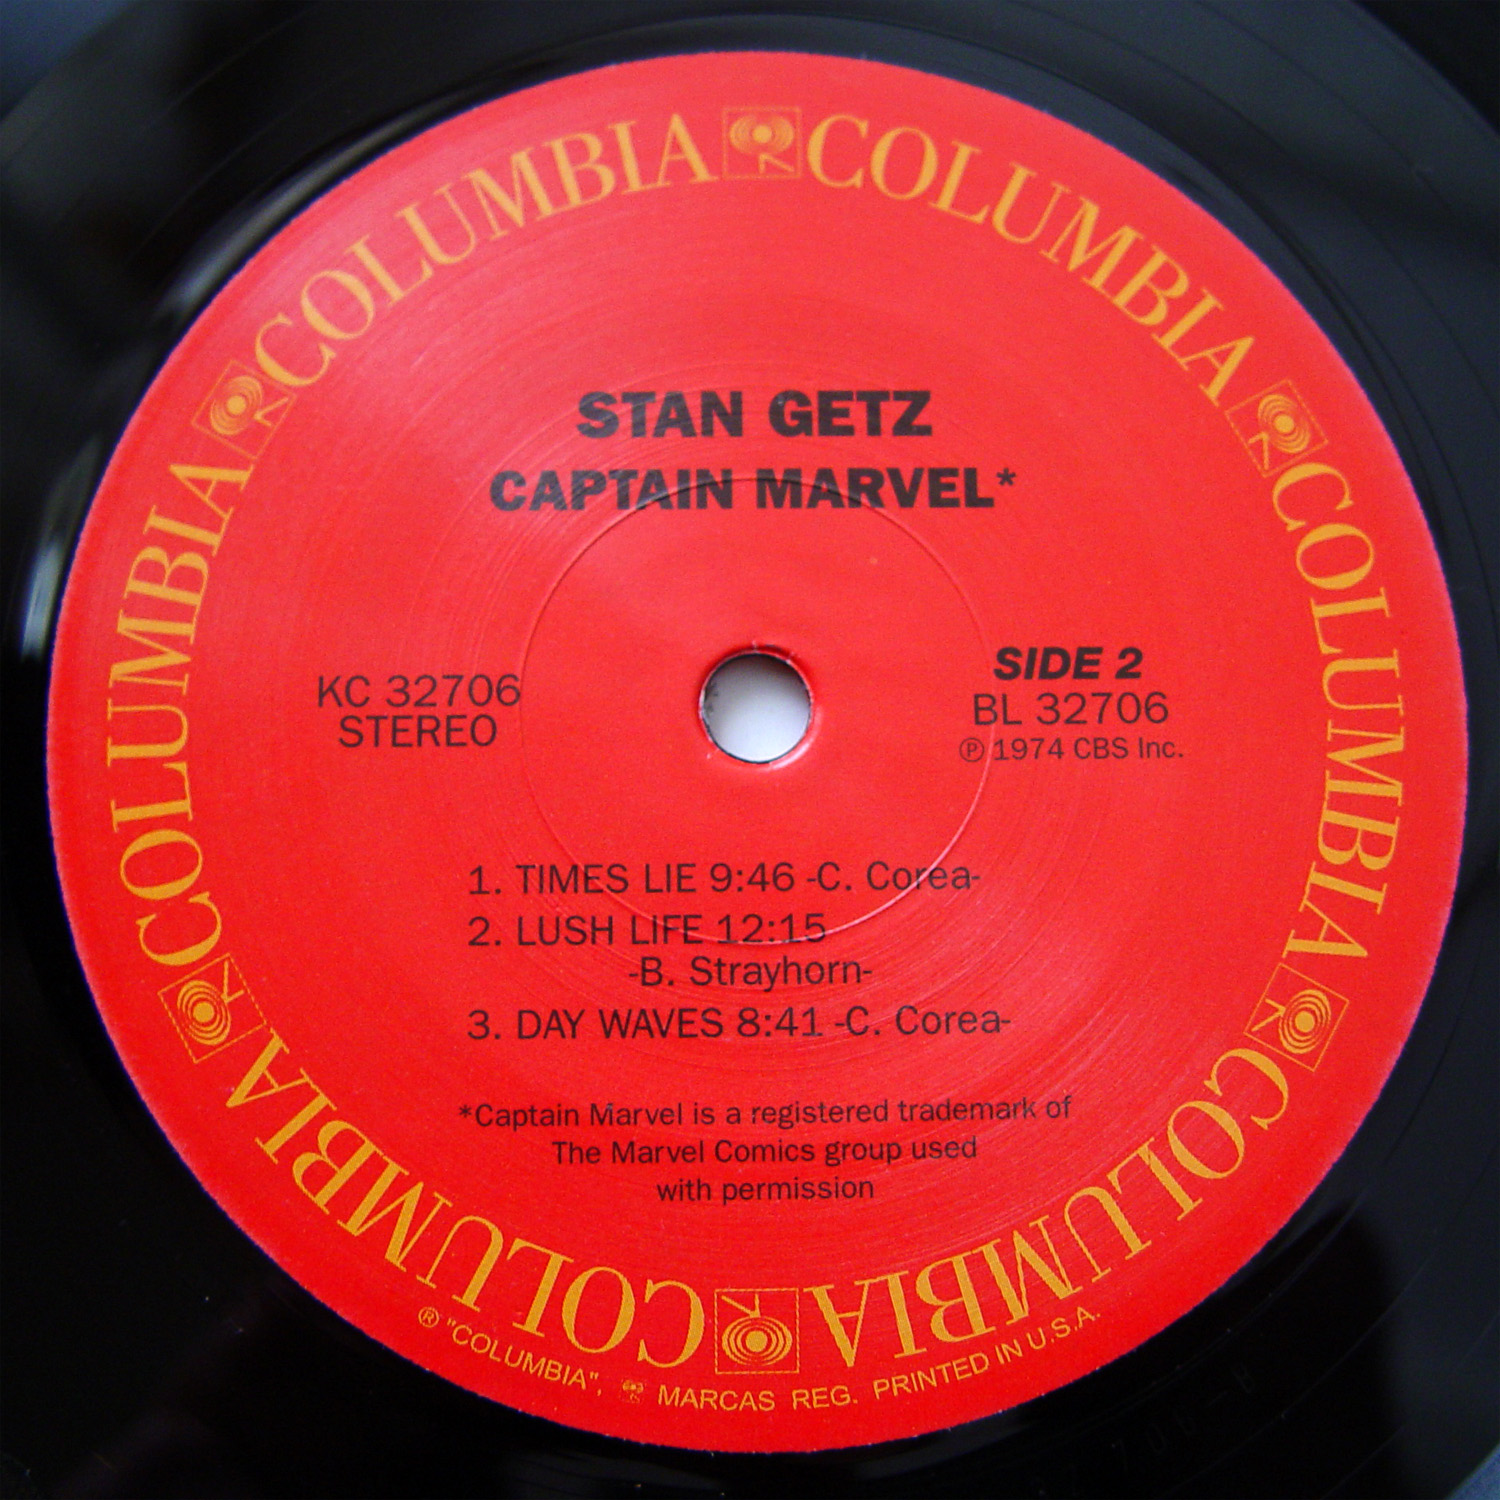 COLUMBIA COLUMBIA COLUMBIA COLUMBIA COLUMBIA COLUMBIA
STAN GETZ
CAPTAIN MARVEL*
KC 32706
STEREO
SIDE 2
BL 32706
℗ 1974 CBS Inc.
1. TIMES LIE 9:46 -C. Corea-
2. LUSH LIFE 12:15
-B. Strayhorn-
3. DAY WAVES 8:41 -C. Corea-
*Captain Marvel is a registered trademark of
The Marvel Comics group used
with permission
® "COLUMBIA", MARCAS REG. PRINTED IN U.S.A.